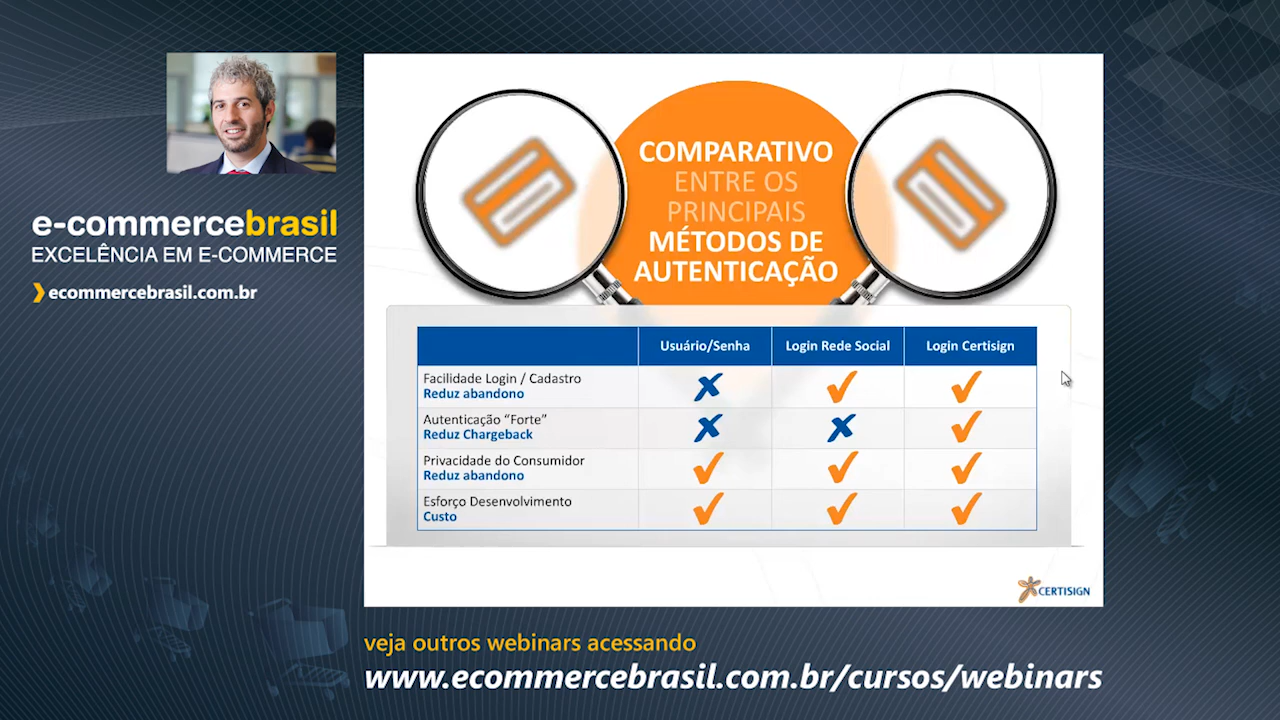 e-commercebrasil
EXCELÊNCIA EM E-COMMERCE
ecommercebrasil.com.br
COMPARATIVO
ENTRE OS
PRINCIPAIS
MÉTODOS DE
AUTENTICAÇÃO
Usuário/Senha Login Rede Social Login Certisign
Facilidade Login / Cadastro
Reduz abandono
Autenticação “Forte”
Reduz Chargeback
Privacidade do Consumidor
Reduz abandono
Esforço Desenvolvimento
Custo
CERTISIGN
veja outros webinars acessando
www.ecommercebrasil.com.br/cursos/webinars